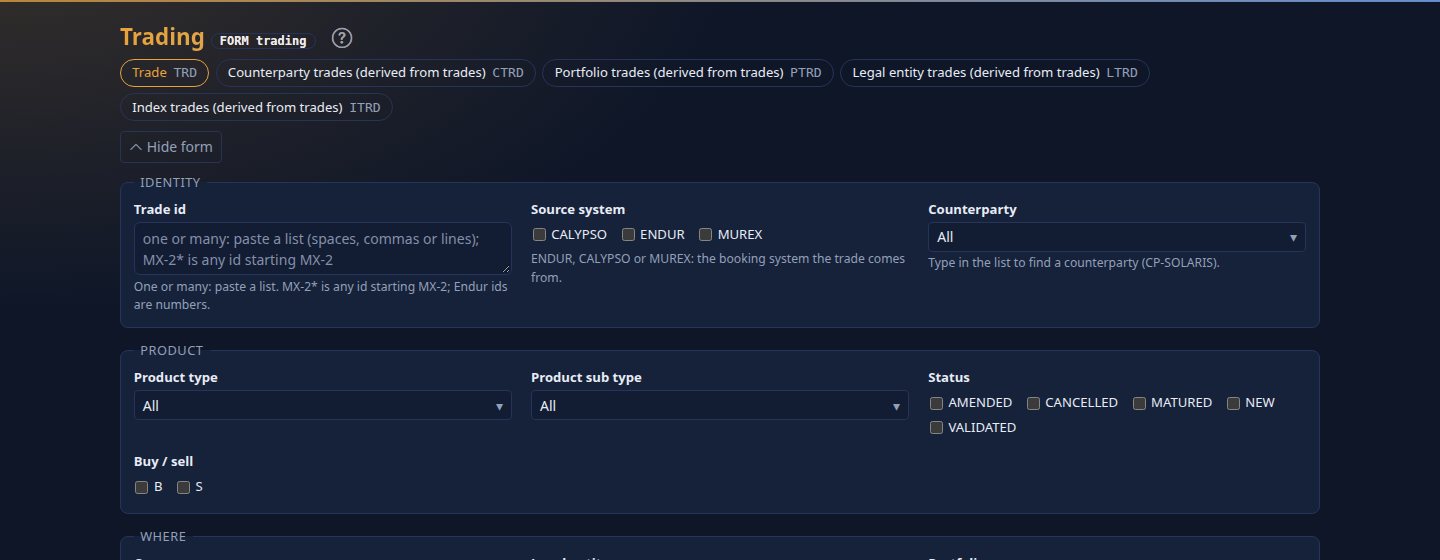 Trading FORM trading ?
Trade TRD Counterparty trades (derived from trades) CTRD Portfolio trades (derived from trades) PTRD Legal entity trades (derived from trades) LTRD
Index trades (derived from trades) ITRD
Hide form
IDENTITY
Trade id Source system Counterparty
one or many: paste a list (spaces, commas or lines);
MX-2* is any id starting MX-2
One or many: paste a list. MX-2* is any id starting MX-2; Endur ids
are numbers.
CALYPSO ENDUR MUREX
ENDUR, CALYPSO or MUREX: the booking system the trade comes
from.
All
Type in the list to find a counterparty (CP-SOLARIS).
PRODUCT
Product type Product sub type Status
All All
AMENDED CANCELLED MATURED NEW
VALIDATED
Buy / sell
B S
WHERE